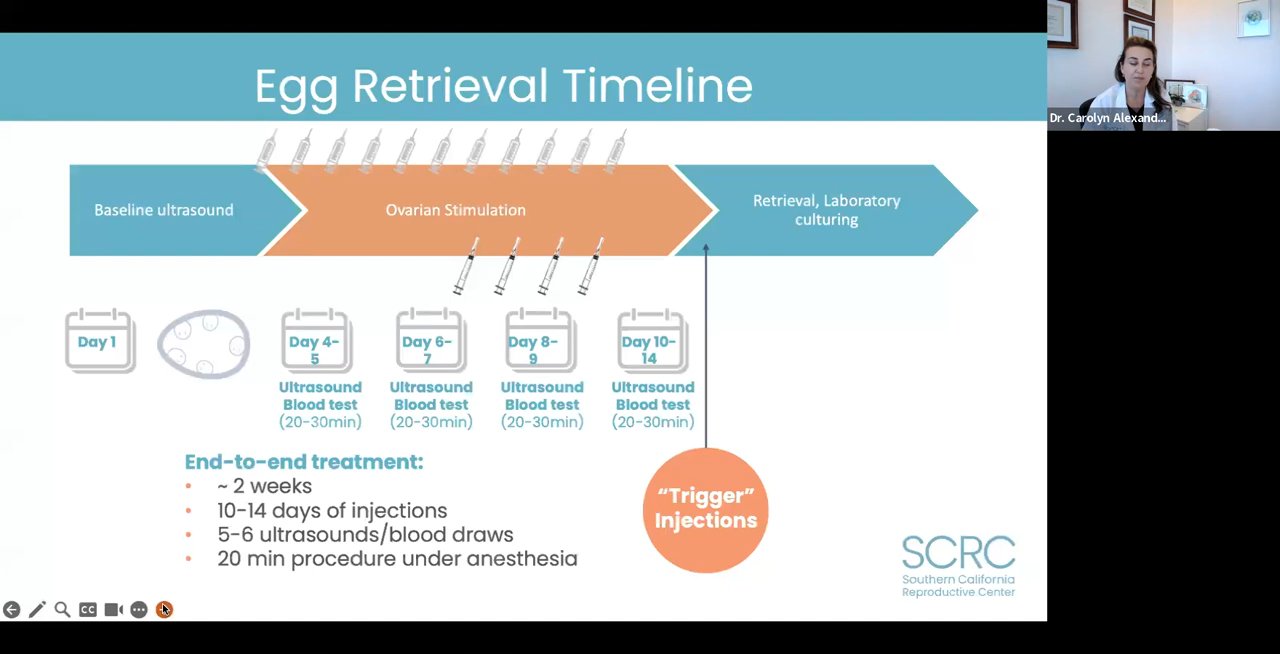 Egg Retrieval Timeline
Dr. Carolyn Alexand...
Baseline ultrasound
Ovarian Stimulation
Retrieval, Laboratory
culturing
Day 1
Day 4-
5
Day 6-
7
Day 8-
9
Day 10-
14
Ultrasound
Blood test
(20-30min)
Ultrasound
Blood test
(20-30min)
Ultrasound
Blood test
(20-30min)
Ultrasound
Blood test
(20-30min)
End-to-end treatment:
• ~ 2 weeks
• 10-14 days of injections
• 5-6 ultrasounds/blood draws
• 20 min procedure under anesthesia
“Trigger”
Injections
SCRC
Southern California
Reproductive Center
CC